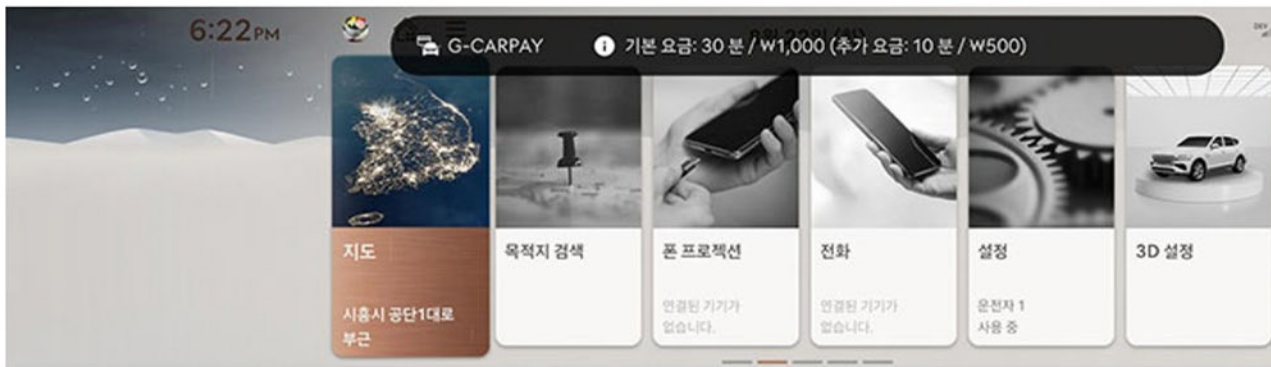 6:22PM
G-CARPAY
기본 요금: 30 분 / ₩1,000 (추가 요금: 10 분 / ₩500)
DEV
지도
시흥시 공단1대로
부근
목적지 검색
폰 프로젝션
연결된 기기가
없습니다.
전화
연결된 기기가
없습니다.
설정
운전자 1
사용 중
3D 설정